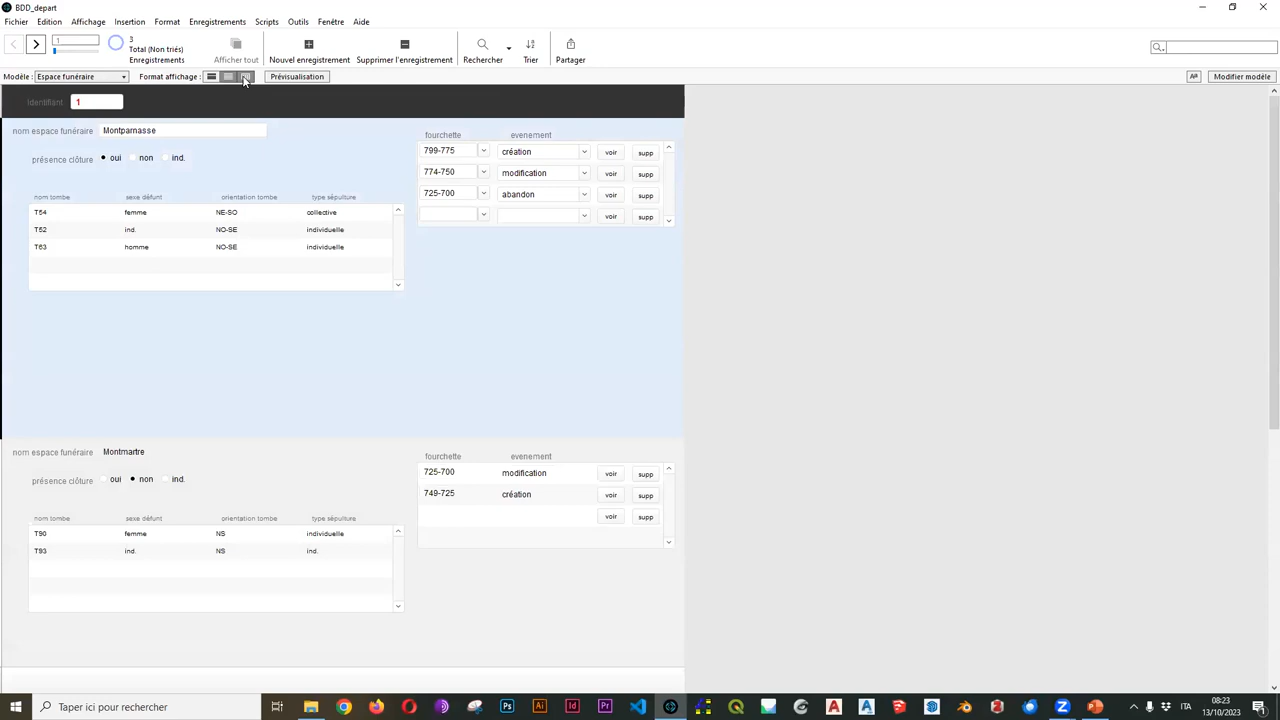 BDD_depart
Fichier Edition Affichage Insertion Format Enregistrements Scripts Outils Fenêtre Aide
1
3
Total (Non triés)
Enregistrements
Afficher tout
Nouvel enregistrement
Supprimer l'enregistrement
Rechercher
Trier
Partager
Modèle : Espace funéraire
Format affichage :
Prévisualisation
Modifier modèle
Identifiant 1
nom espace funéraire Montparnasse
présence clôture oui non ind.
fourchette evenement
799-775 création voir supp
774-750 modification voir supp
725-700 abandon voir supp
voir supp
nom tombe sexe défunt orientation tombe type sépulture
T54 femme NE-SO collective
T52 ind. NO-SE individuelle
T63 homme NO-SE individuelle
nom espace funéraire Montmartre
présence clôture oui non ind.
fourchette evenement
725-700 modification voir supp
749-725 création voir supp
voir supp
nom tombe sexe défunt orientation tombe type sépulture
T90 femme NS individuelle
T93 ind. NS ind.
Taper ici pour rechercher
Ps Ai Id Pr
ITA
08:23
13/10/2023